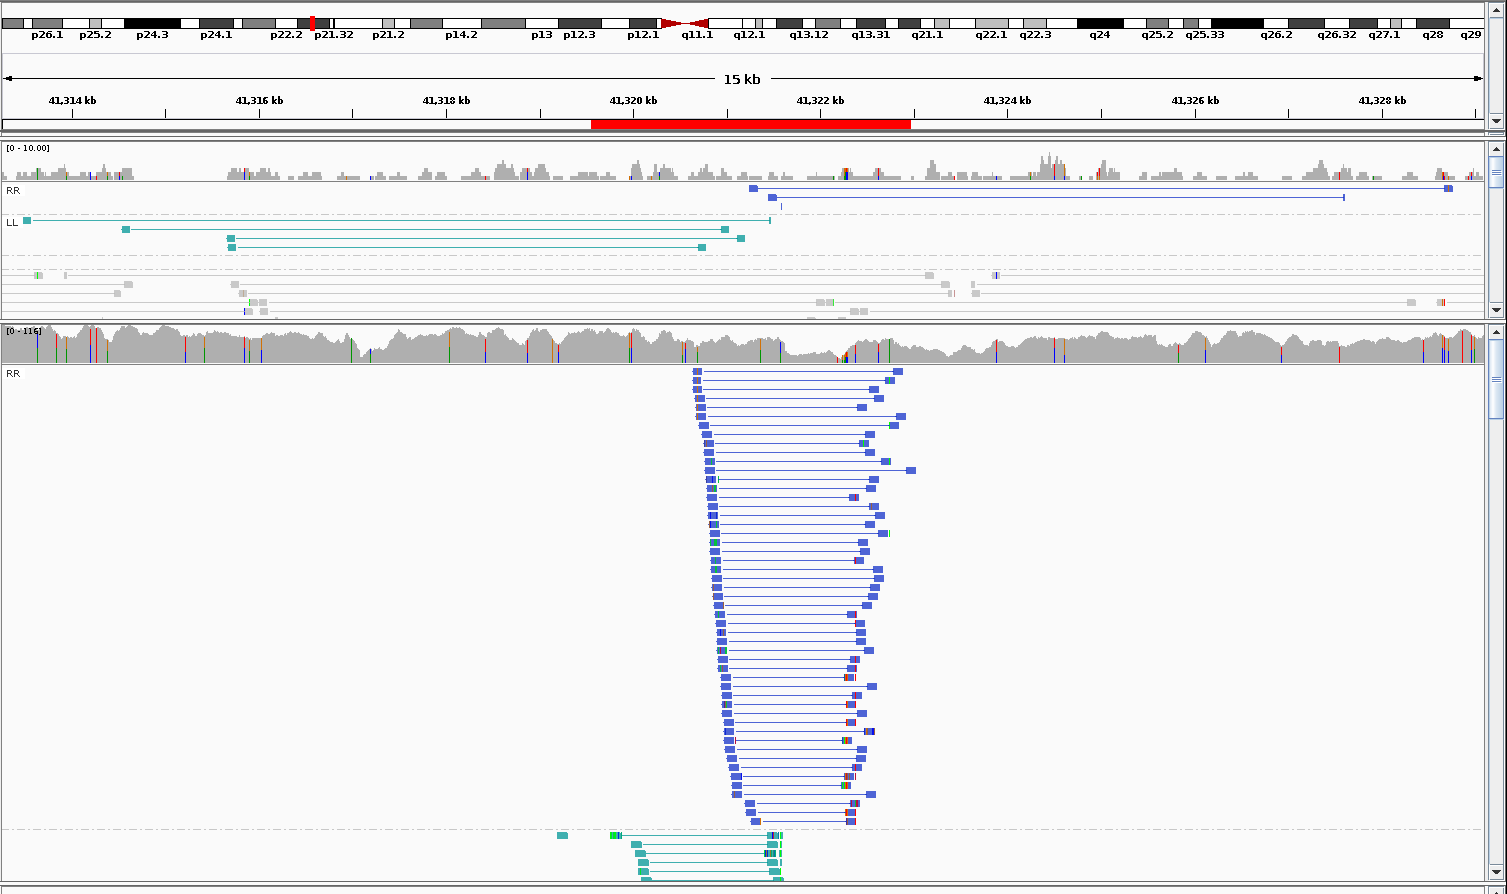 p26.1 p25.2 p24.3 p24.1 p22.2 p21.32 p21.2 p14.2 p13 p12.3 p12.1 q11.1 q12.1 q13.12 q13.31 q21.1 q22.1 q22.3 q24 q25.2 q25.33 q26.2 q26.32 q27.1 q28 q29
15 kb
41,314 kb 41,316 kb 41,318 kb 41,320 kb 41,322 kb 41,324 kb 41,326 kb 41,328 kb
[0 - 10.00]
RR
LL
[0 - 116]
RR